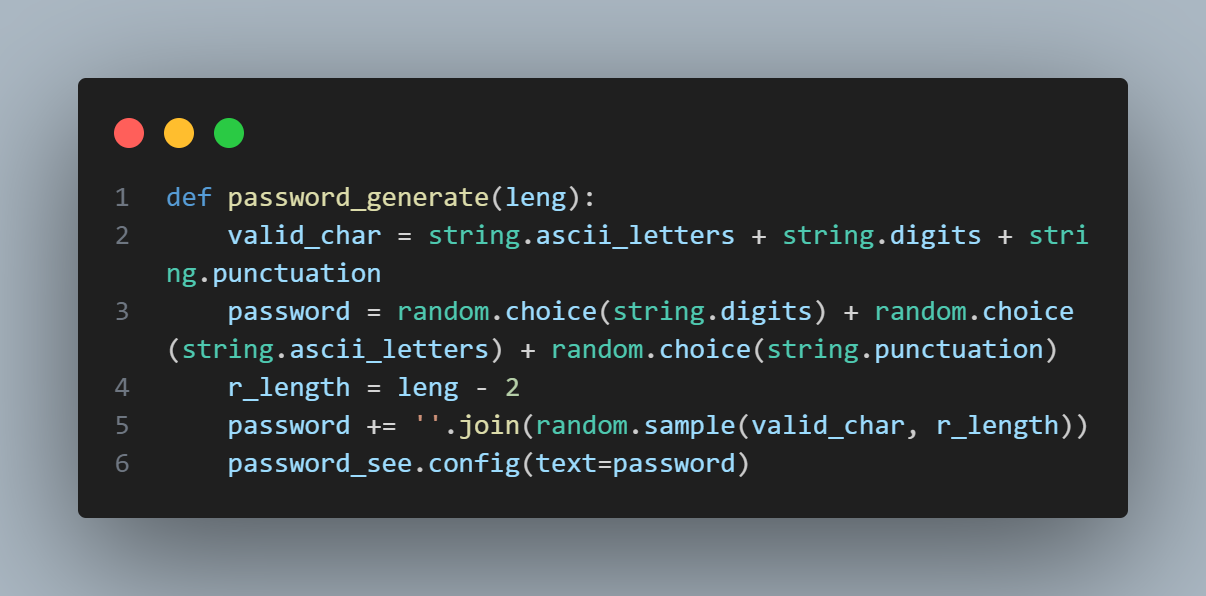 1 def password_generate(leng):
2     valid_char = string.ascii_letters + string.digits + stri
ng.punctuation
3     password = random.choice(string.digits) + random.choice
(string.ascii_letters) + random.choice(string.punctuation)
4     r_length = leng - 2
5     password += ''.join(random.sample(valid_char, r_length))
6     password_see.config(text=password)